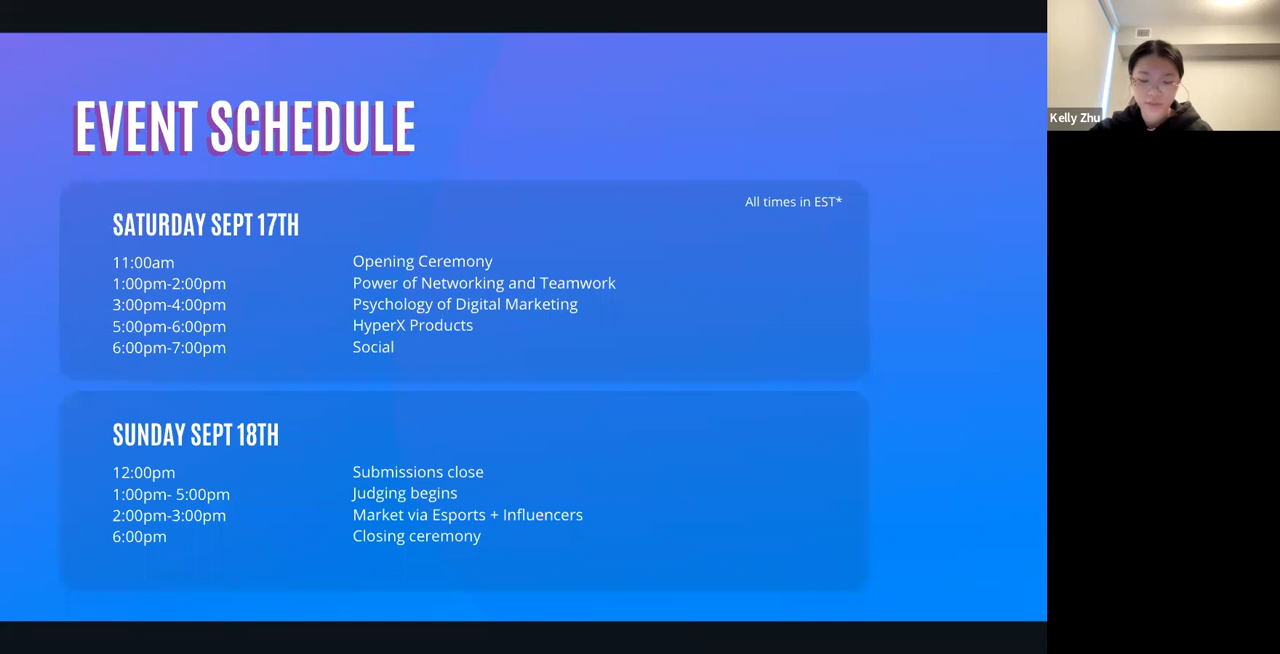 EVENT SCHEDULE
All times in EST*
SATURDAY SEPT 17TH
11:00am Opening Ceremony
1:00pm-2:00pm Power of Networking and Teamwork
3:00pm-4:00pm Psychology of Digital Marketing
5:00pm-6:00pm HyperX Products
6:00pm-7:00pm Social
SUNDAY SEPT 18TH
12:00pm Submissions close
1:00pm- 5:00pm Judging begins
2:00pm-3:00pm Market via Esports + Influencers
6:00pm Closing ceremony
Kelly Zhu